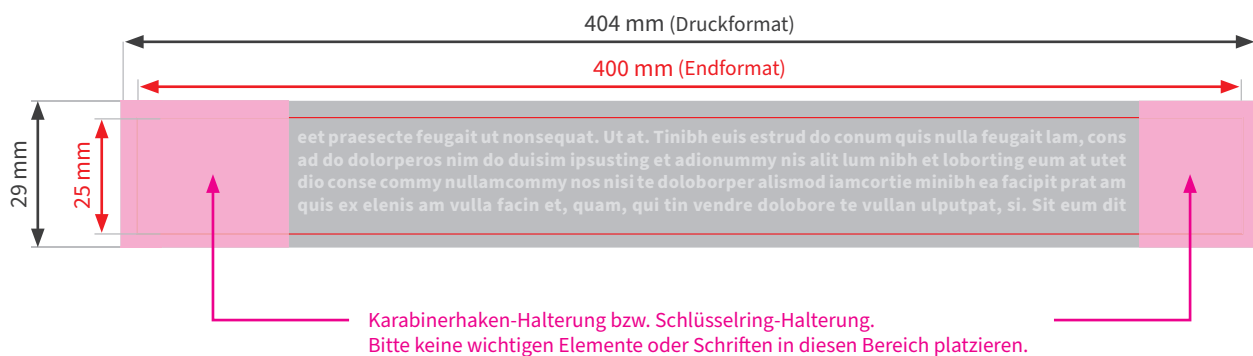 404 mm (Druckformat)
400 mm (Endformat)
29 mm
25 mm
eet praesecte feugait ut nonsequat. Ut at. Tinibh euis estrud do conum quis nulla feugait lam, cons
ad do dolorperos nim do duisim ipsusting et adionummy nis alit lum nibh et loborting eum at utet
dio conse commy nullamcommy nos nisi te doloborper alismod iamcortie minibh ea facipit prat am
quis ex elenis am vulla facin et, quam, qui tin vendre dolobore te vullan ulputpat, si. Sit eum dit
Karabinerhaken-Halterung bzw. Schlüsselring-Halterung.
Bitte keine wichtigen Elemente oder Schriften in diesen Bereich platzieren.